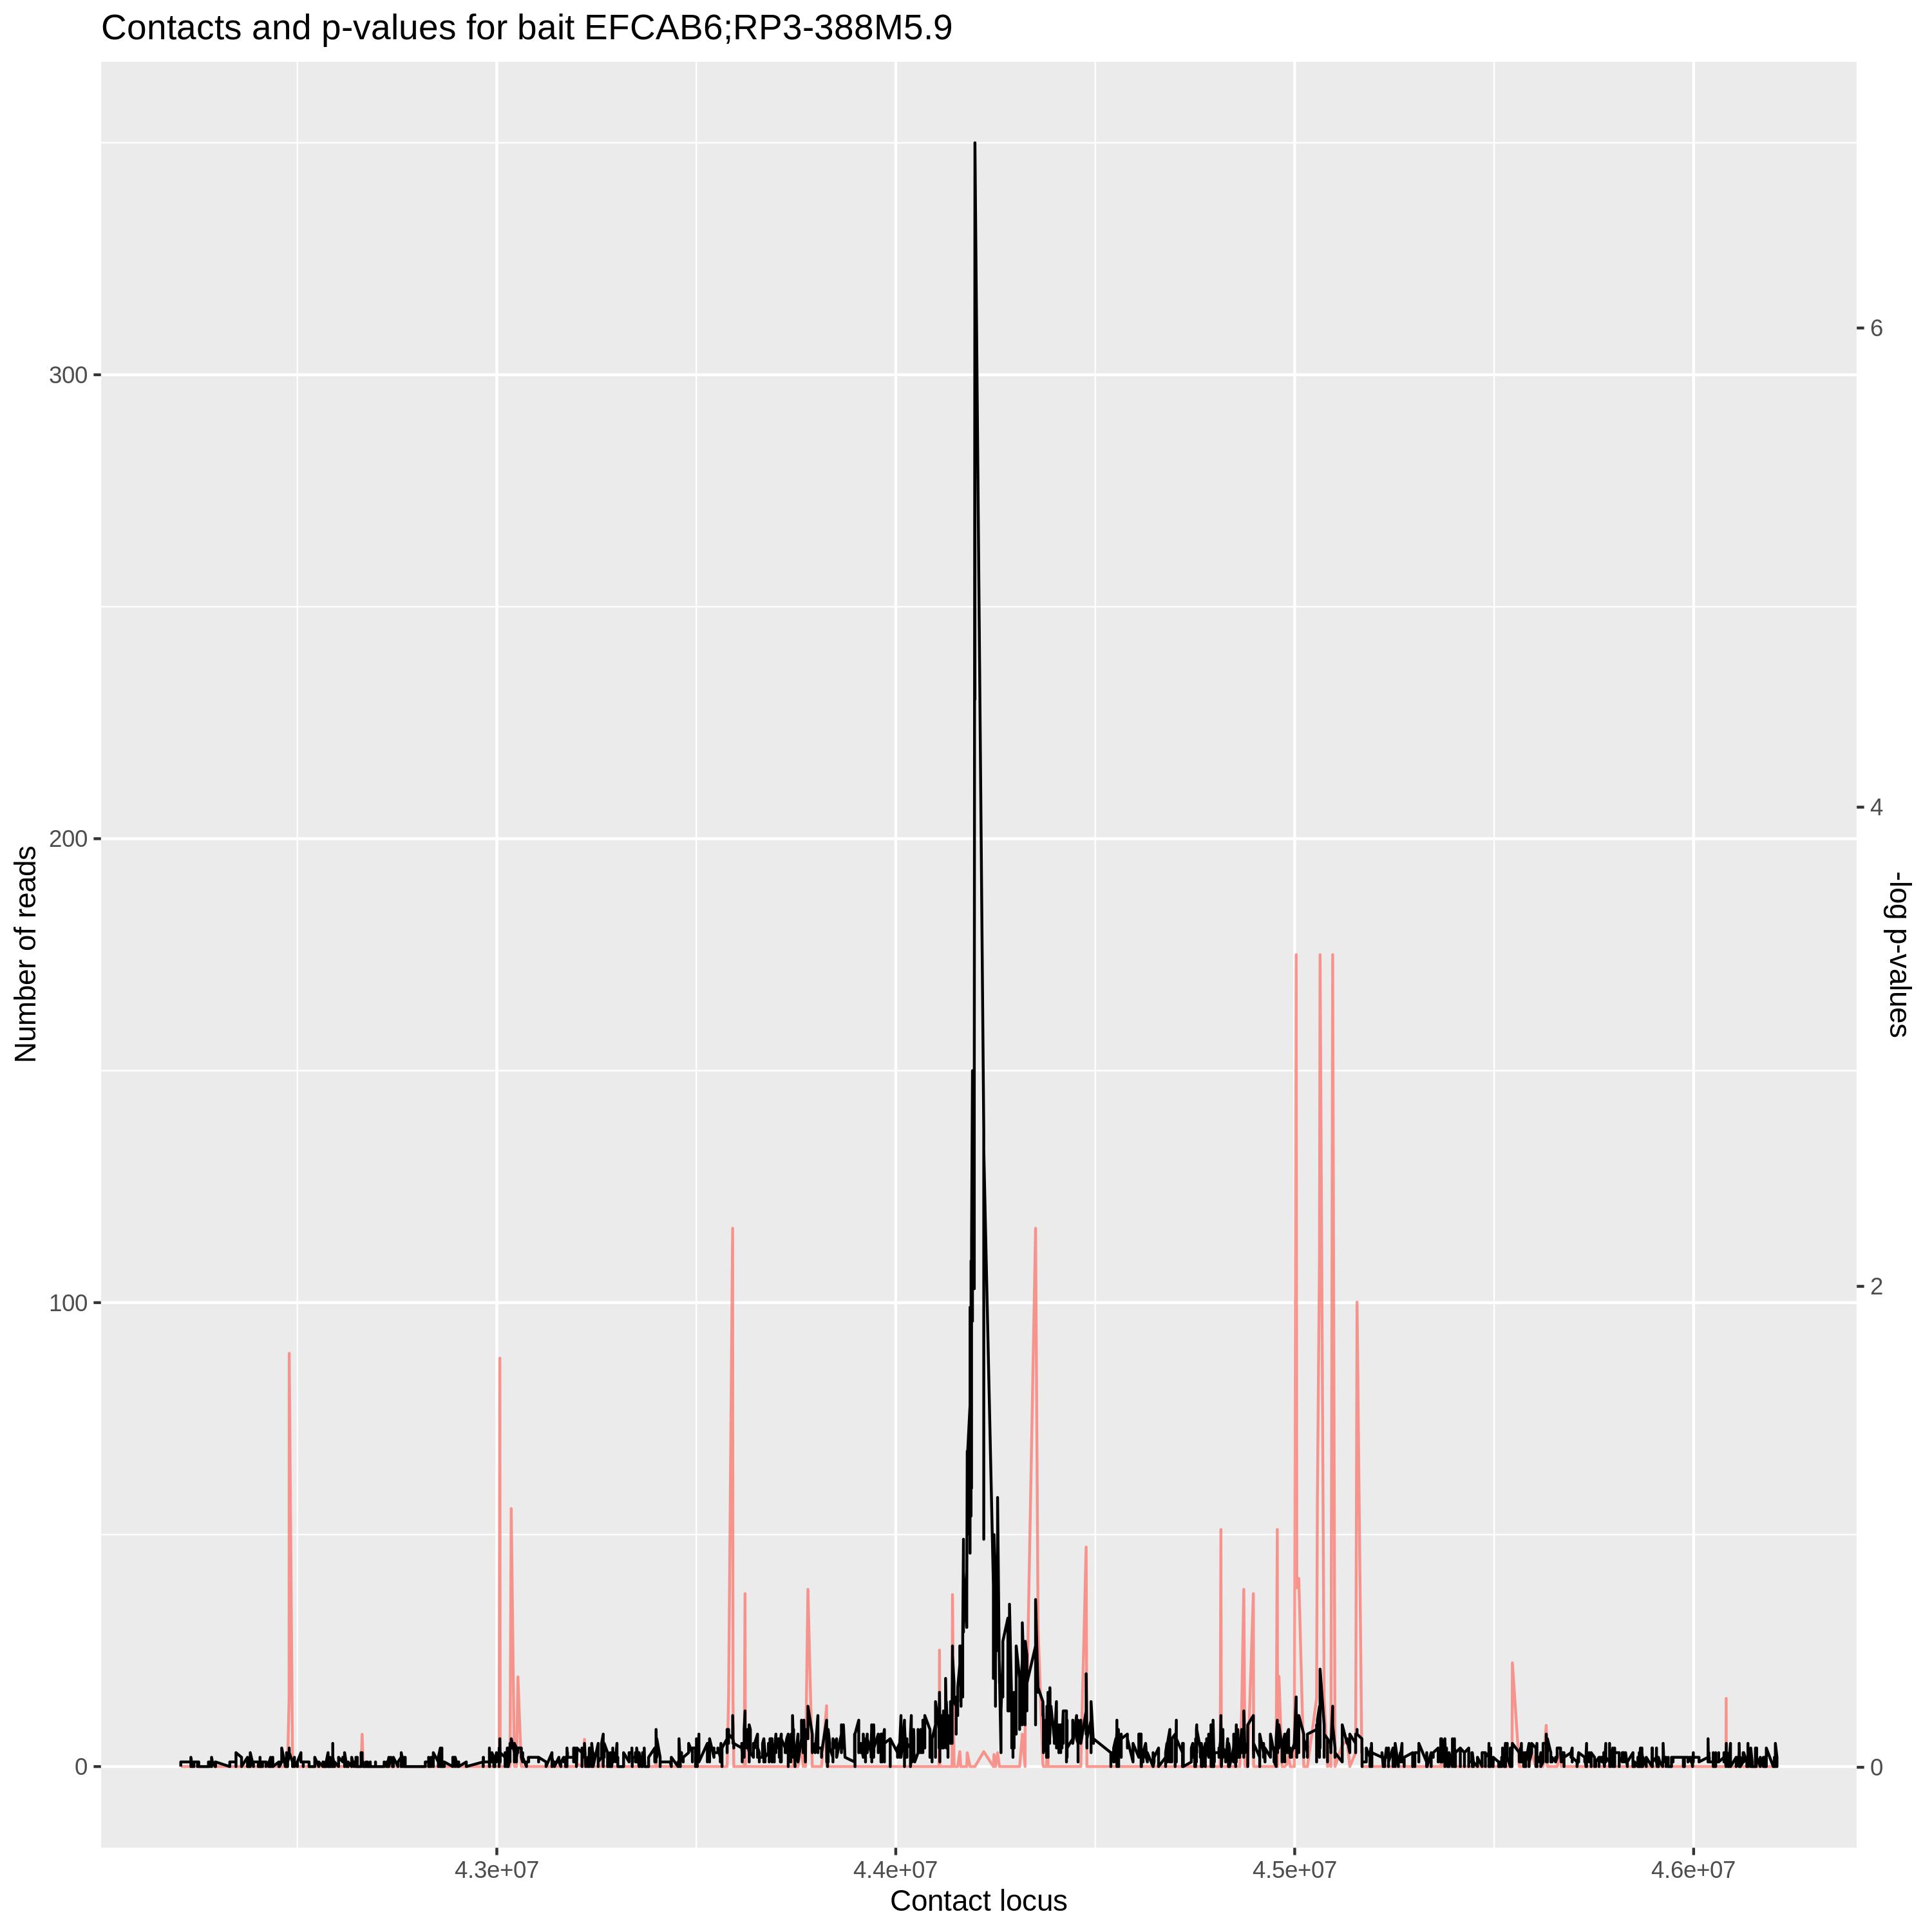 Contacts and p-values for bait EFCAB6;RP3-388M5.9
Number of reads
300
200
100
0
6
4
2
0
-log p-values
4.3e+07
4.4e+07
4.5e+07
4.6e+07
Contact locus